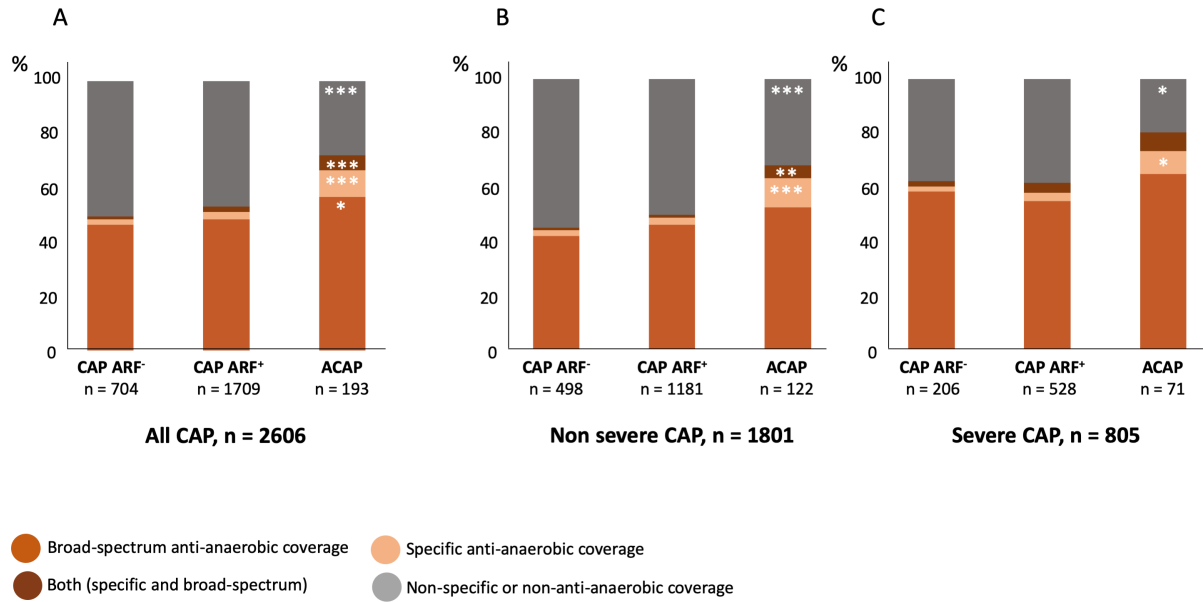 A
B
C
%
100
80
60
40
20
0
***
***
***
*
CAP ARF-
n = 704
CAP ARF+
n = 1709
ACAP
n = 193
All CAP, n = 2606
%
100
80
60
40
20
0
***
**
***
CAP ARF-
n = 498
CAP ARF+
n = 1181
ACAP
n = 122
Non severe CAP, n = 1801
%
100
80
60
40
20
0
*
*
CAP ARF-
n = 206
CAP ARF+
n = 528
ACAP
n = 71
Severe CAP, n = 805
Broad-spectrum anti-anaerobic coverage
Specific anti-anaerobic coverage
Both (specific and broad-spectrum)
Non-specific or non-anti-anaerobic coverage